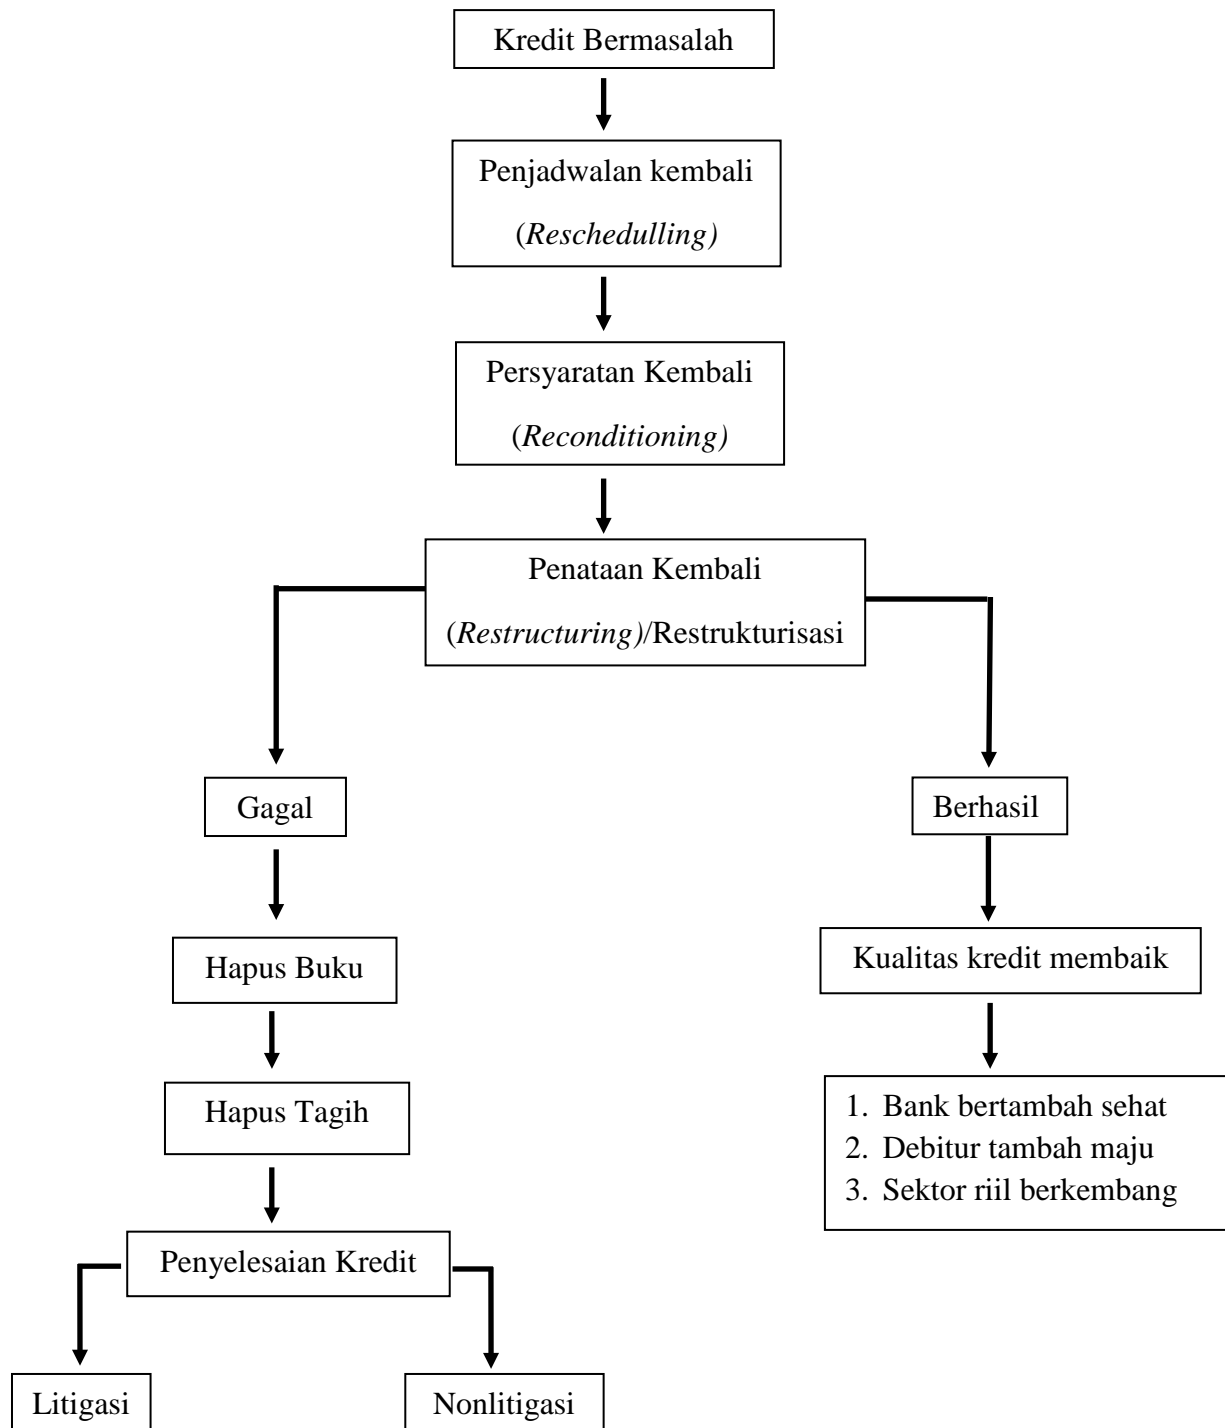 Kredit Bermasalah
Penjadwalan kembali
(Reschedulling)
Persyaratan Kembali
(Reconditioning)
Penataan Kembali
(Restructuring)/Restrukturisasi
Gagal
Berhasil
Hapus Buku
Kualitas kredit membaik
Hapus Tagih
1. Bank bertambah sehat
2. Debitur tambah maju
3. Sektor riil berkembang
Penyelesaian Kredit
Litigasi
Nonlitigasi